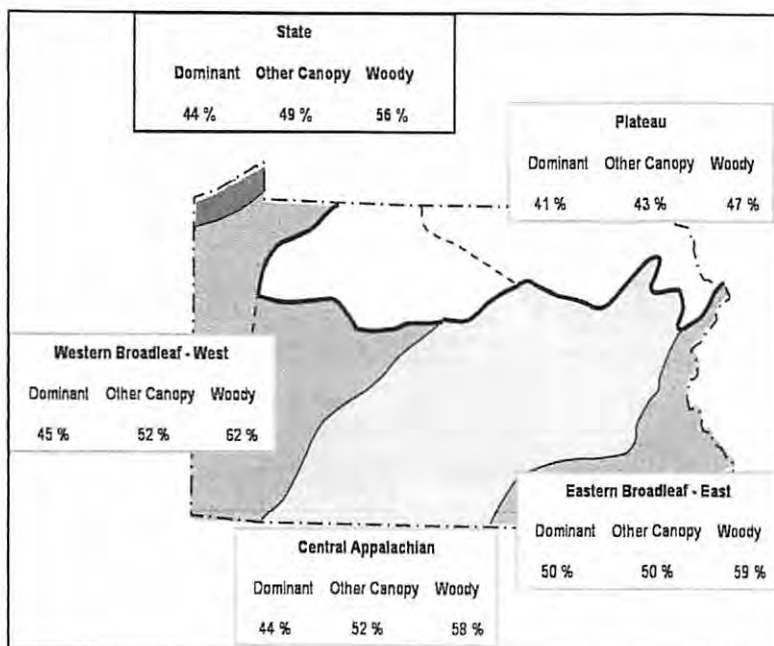 State
Dominant Other Canopy Woody
44 % 49 % 56 %
Plateau
Dominant Other Canopy Woody
41 % 43 % 47 %
Western Broadleaf - West
Dominant Other Canopy Woody
45 % 52 % 62 %
Eastern Broadleaf - East
Dominant Other Canopy Woody
50 % 50 % 59 %
Central Appalachian
Dominant Other Canopy Woody
44 % 52 % 58 %